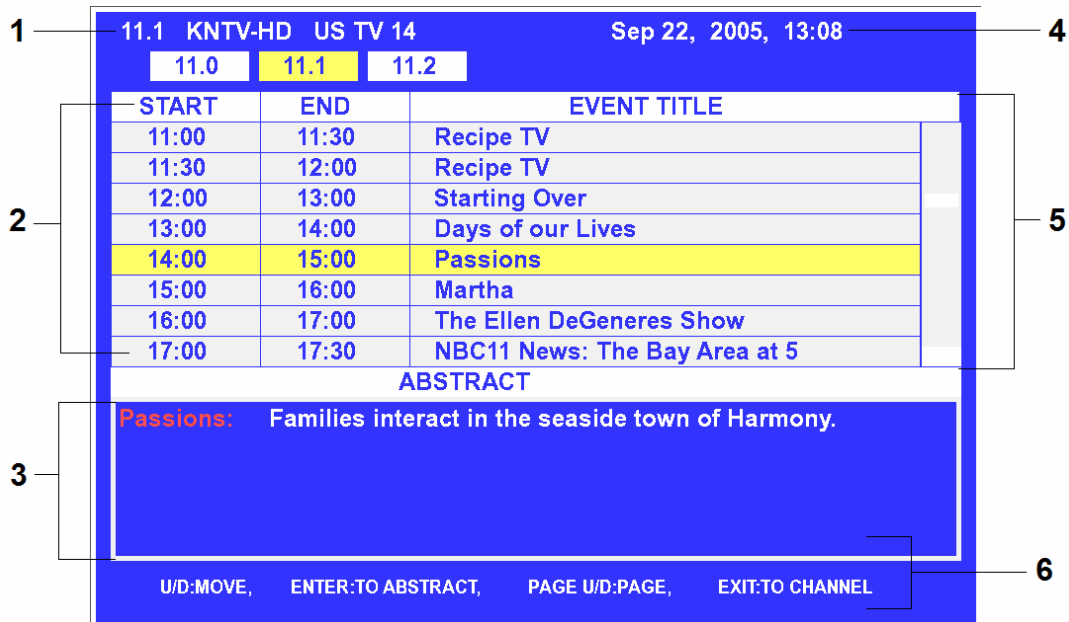 1 11.1 KNTV-HD US TV 14 Sep 22, 2005, 13:08 4
11.0 11.1 11.2
START END EVENT TITLE
11:00 11:30 Recipe TV
11:30 12:00 Recipe TV
12:00 13:00 Starting Over
2 13:00 14:00 Days of our Lives 5
14:00 15:00 Passions
15:00 16:00 Martha
16:00 17:00 The Ellen DeGeneres Show
17:00 17:30 NBC11 News: The Bay Area at 5
ABSTRACT
Passions: Families interact in the seaside town of Harmony.
3
6
U/D:MOVE, ENTER:TO ABSTRACT, PAGE U/D:PAGE, EXIT:TO CHANNEL